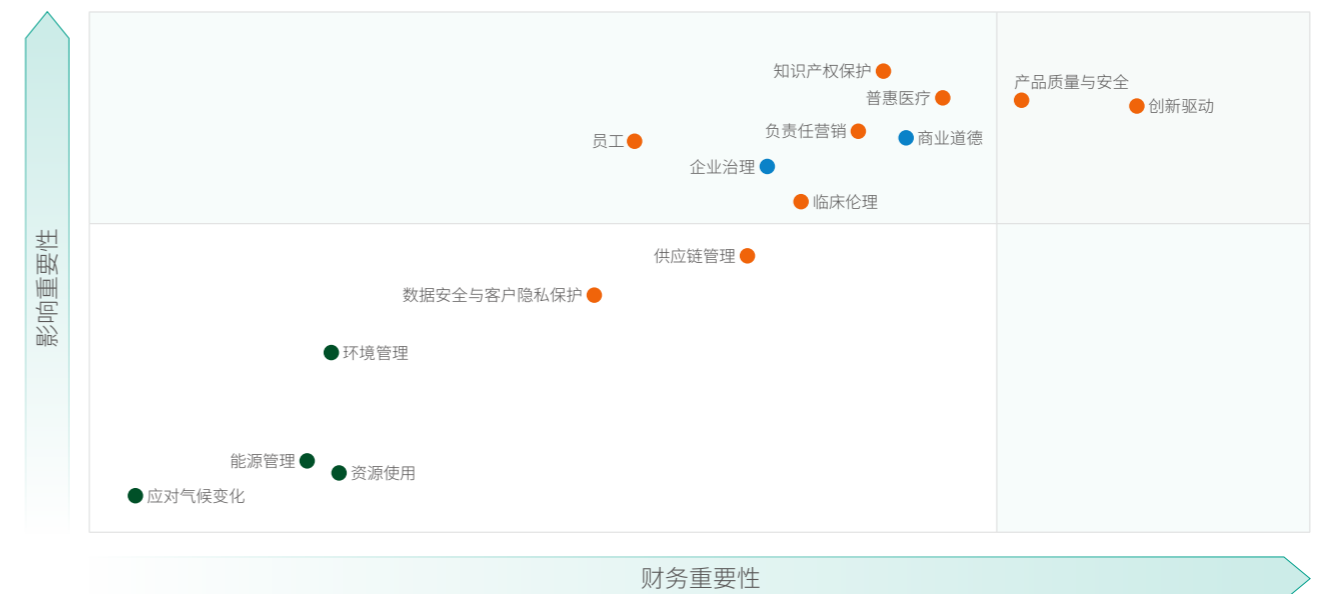 知识产权保护
产品质量与安全
普惠医疗
创新驱动
员工
负责任营销
商业道德
企业治理
临床伦理
影响重要性
供应链管理
数据安全与客户隐私保护
环境管理
能源管理
资源使用
应对气候变化
财务重要性